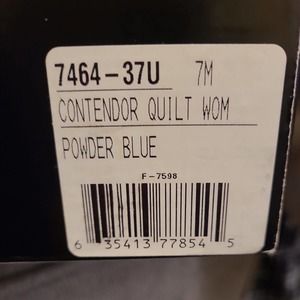 7464-37U 7M
CONTENDOR QUILT WOM
POWDER BLUE
F-7598
6 35413 77854 5